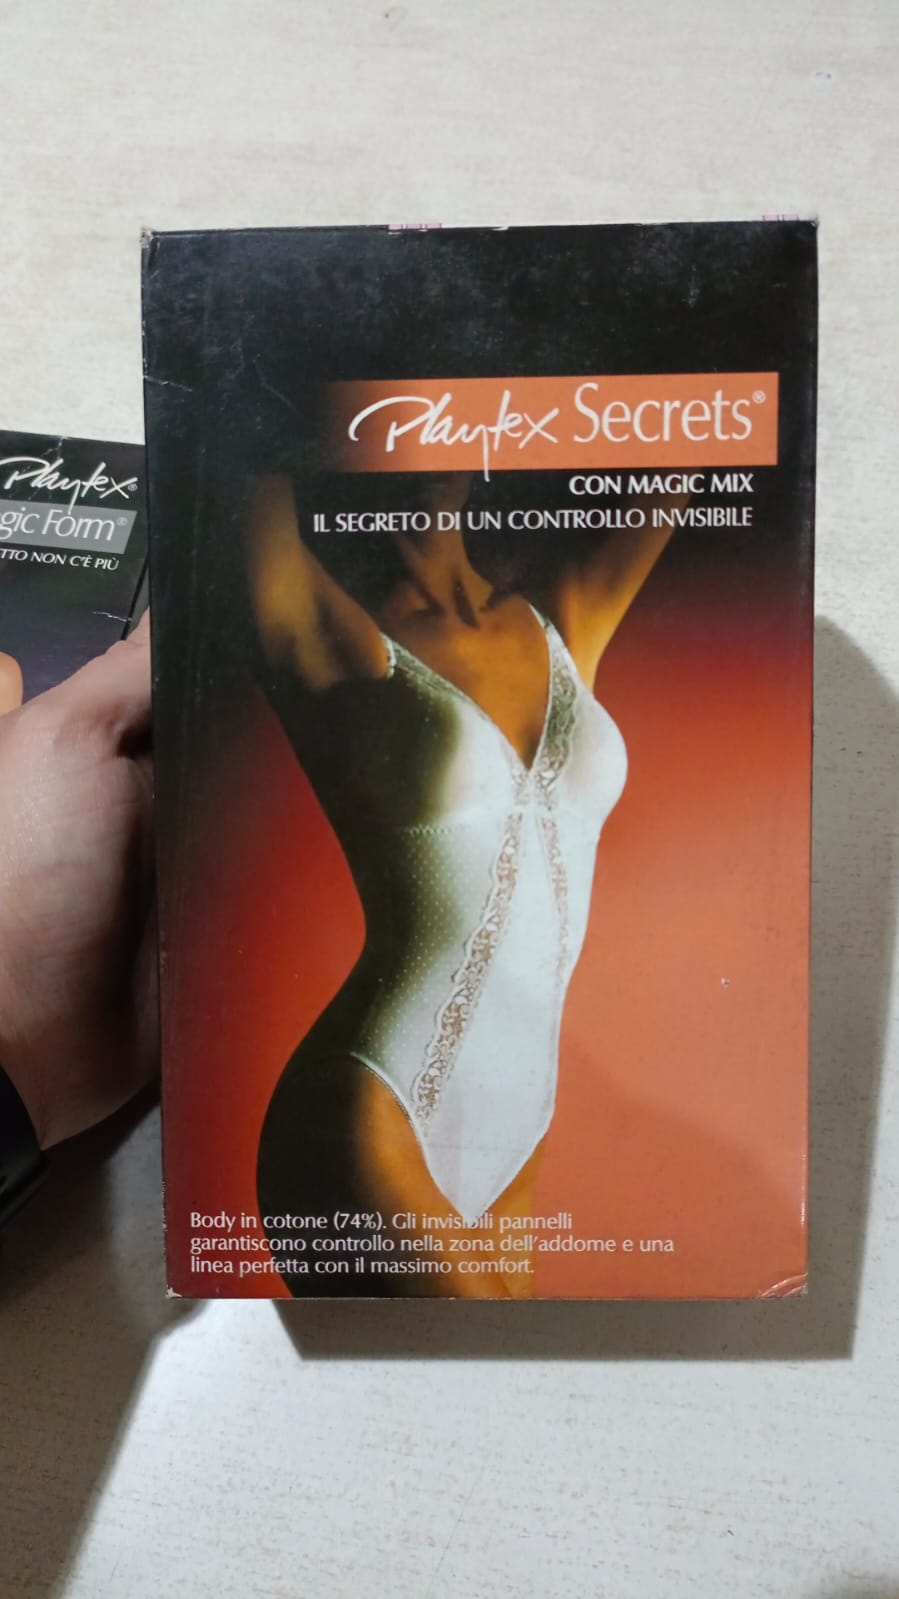 Playtex Secrets®
CON MAGIC MIX
IL SEGRETO DI UN CONTROLLO INVISIBILE
Body in cotone (74%). Gli invisibili pannelli
garantiscono controllo nella zona dell'addome e una
linea perfetta con il massimo comfort.
Playtex®
gic Form®
TTO NON C'È PIÙ